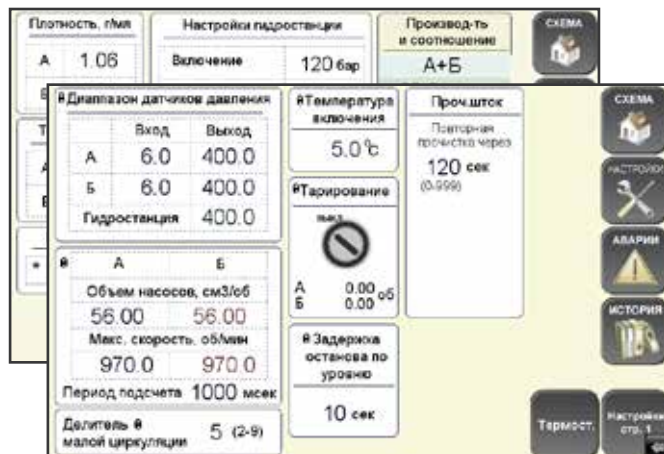 Плотность, г/мл
А 1.06
Настройки гидростанции
Включение 120 бар
Производ-ть
и соотношение
А+Б
СХЕМА
Диапазон датчиков давления
Вход Выход
А 6.0 400.0
Б 6.0 400.0
Гидростанция 400.0
А Б
Объем насосов, см3/об
56.00 56.00
Макс. скорость, об/мин
970.0 970.0
Период подсчета 1000 мсек
Делитель
малой циркуляции 5 (2-9)
Температура
включения
5.0 °С
Тарирование
выкл
А 0.00 об
Б 0.00
Задержка
останова по
уровню
10 сек
Проч.шток
Повторная
прочистка через
120 сек
(0-999)
СХЕМА
НАСТРОЙКИ
АВАРИИ
ИСТОРИЯ
Термост.
Настройки
стр. 1